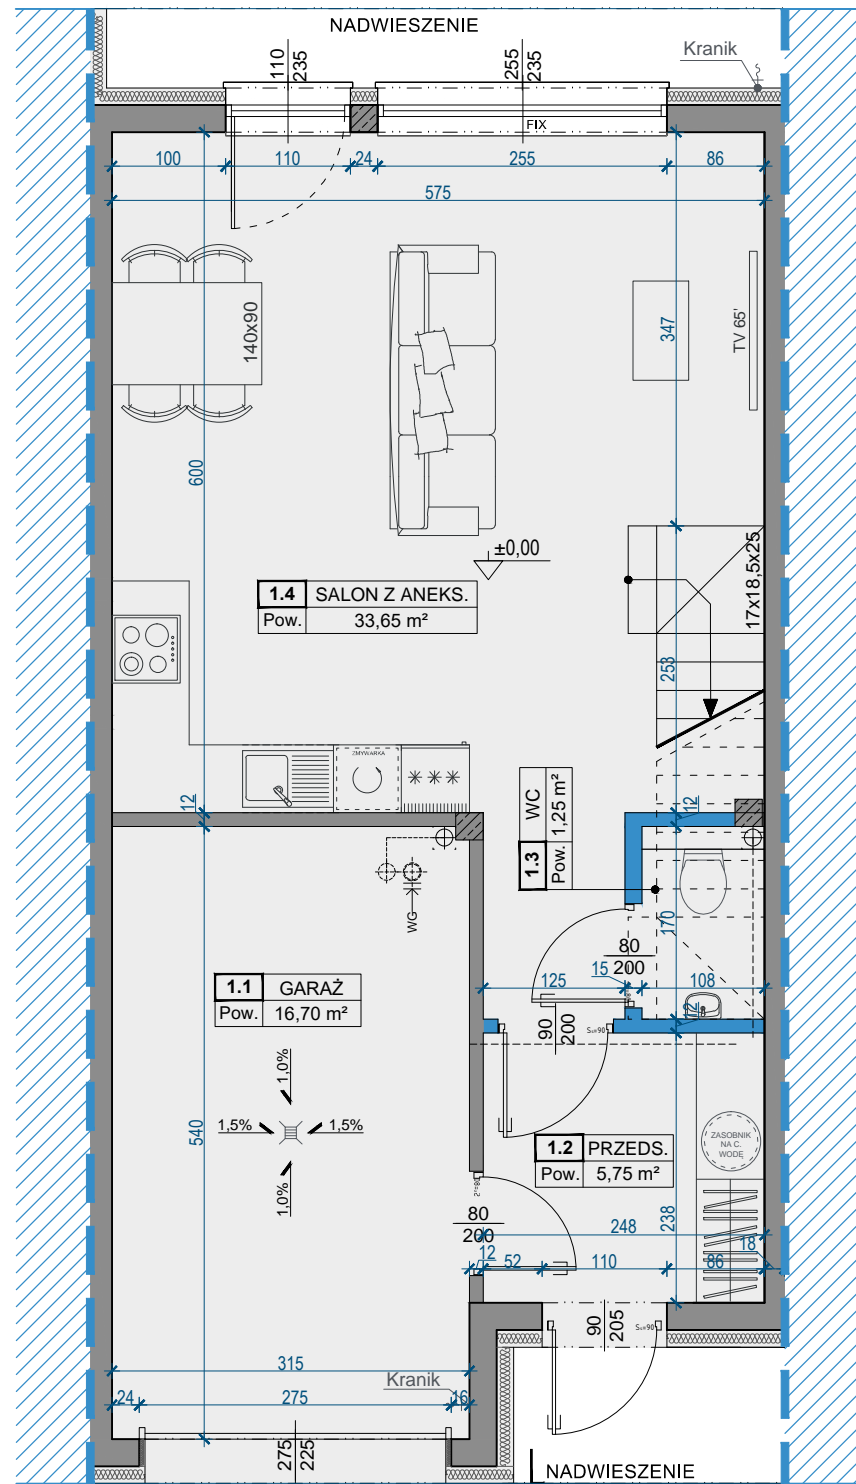 NADWIESZENIE
Kranik
110
235
255
235
FIX
100
110
24
255
86
575
140x90
347
TV 65'
600
±0,00
17x18,5x25
1.4 SALON Z ANEKS.
Pow. 33,65 m²
253
ZMYWARKA
12
12
1.3 WC
Pow. 1,25 m²
WG
170
80
200
15
125
108
12
1.1 GARAŻ
Pow. 16,70 m²
90
200
1,0%
1,5%
1,5%
1,0%
540
ZASOBNIK
NA C.
WODĘ
1.2 PRZEDS.
Pow. 5,75 m²
80
200
248
238
18
12
52
110
86
90
205
315
Kranik
24
275
16
275
225
NADWIESZENIE